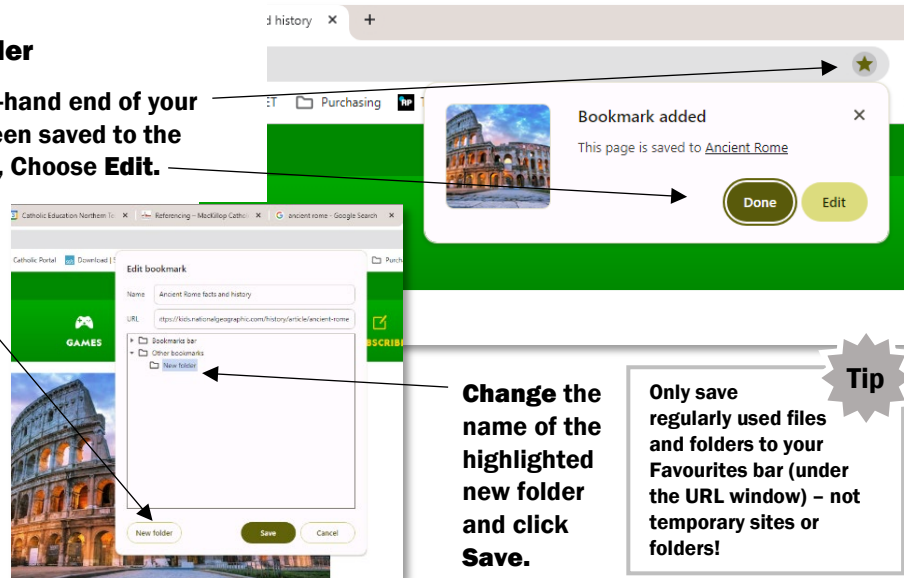 d history × +
der
-hand end of your
een saved to the
, Choose Edit.
ET Purchasing RP T
Bookmark added ×
This page is saved to Ancient Rome
Done Edit
Catholic Education Northern Te × Referencing – MacKillop Catho × G ancient rome - Google Search ×
Catholic Portal Download | S Purch
Edit bookmark
Name Ancient Rome facts and history
URL https://kids.nationalgeographic.com/history/article/ancient-rome
GAMES
SCRIBE
Bookmarks bar
Other bookmarks
New folder
New folder Save Cancel
Change the
name of the
highlighted
new folder
and click
Save.
Tip
Only save
regularly used files
and folders to your
Favourites bar (under
the URL window) – not
temporary sites or
folders!